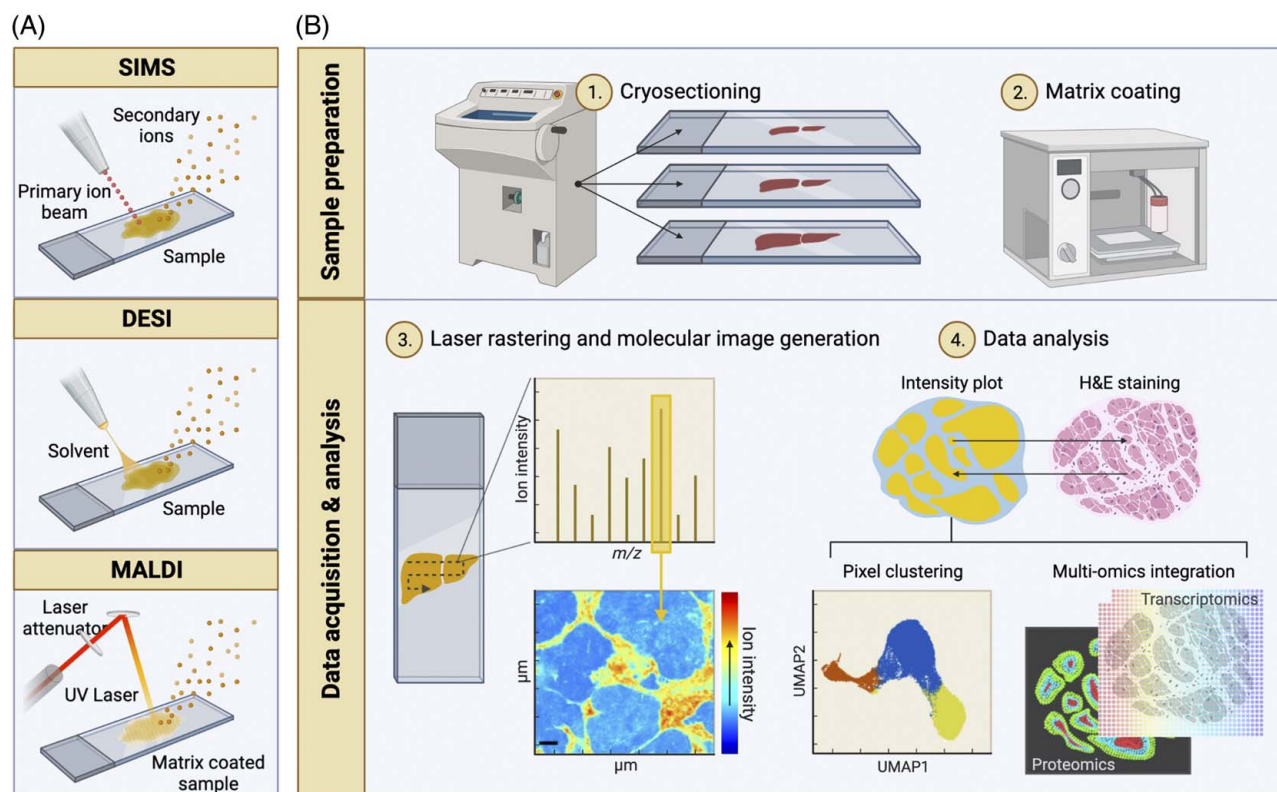 (A)
SIMS
Secondary
ions
Primary ion
beam
Sample
DESI
Solvent
Sample
MALDI
Laser
attenuator
UV Laser
Matrix coated
sample
(B)
Sample preparation
1. Cryosectioning
2. Matrix coating
Data acquisition & analysis
3. Laser rastering and molecular image generation
Ion intensity
m/z
µm
µm
Ion intensity
4. Data analysis
Intensity plot
H&E staining
Pixel clustering
UMAP2
UMAP1
Multi-omics integration
Transcriptomics
Proteomics